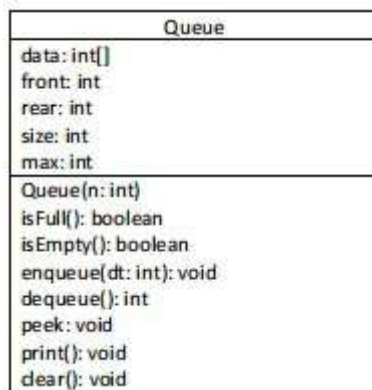 Queue
data: int[]
front: int
rear: int
size: int
max: int
Queue(n: int)
isFull(): boolean
isEmpty(): boolean
enqueue(dt: int): void
dequeue(): int
peek: void
print(): void
clear(): void